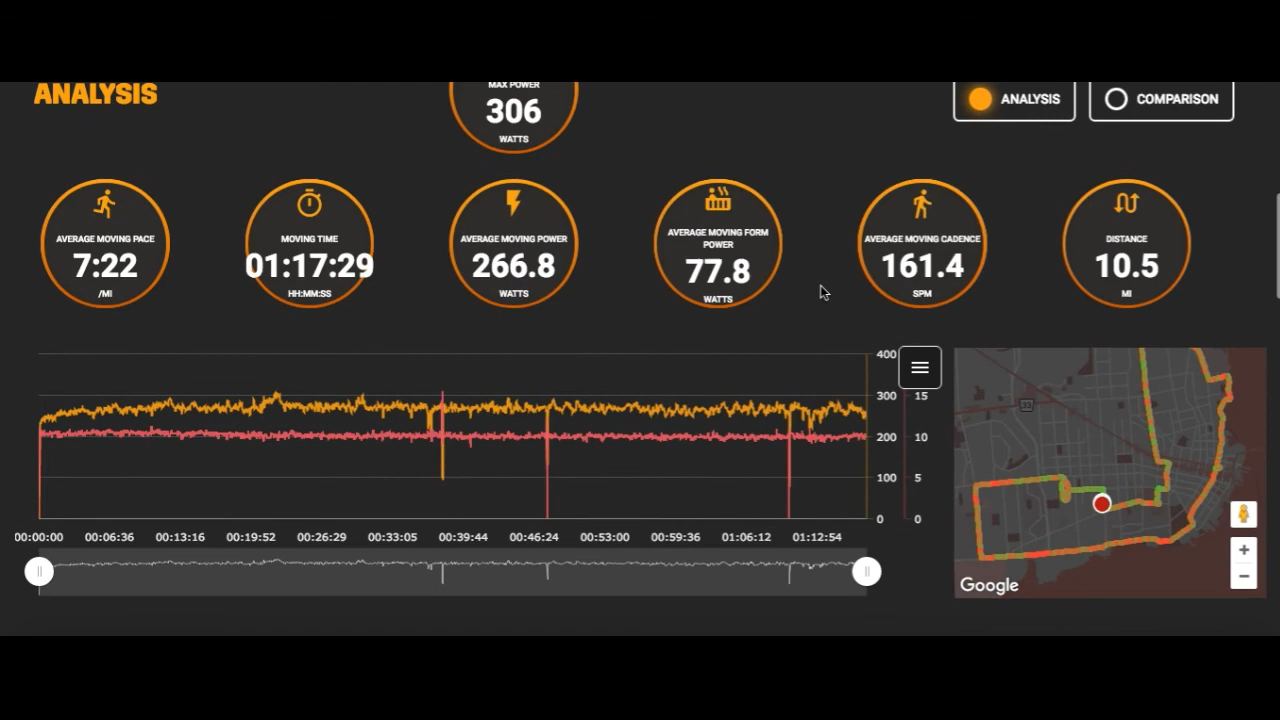 ANALYSIS
MAX POWER
306
WATTS
ANALYSIS
COMPARISON
AVERAGE MOVING PACE
7:22
/MI
MOVING TIME
01:17:29
HH:MM:SS
AVERAGE MOVING POWER
266.8
WATTS
AVERAGE MOVING FORM
POWER
77.8
WATTS
AVERAGE MOVING CADENCE
161.4
SPM
DISTANCE
10.5
MI
400
300 15
200 10
100 5
0 0
00:00:00 00:06:36 00:13:16 00:19:52 00:26:29 00:33:05 00:39:44 00:46:24 00:53:00 00:59:36 01:06:12 01:12:54
Google
+
−